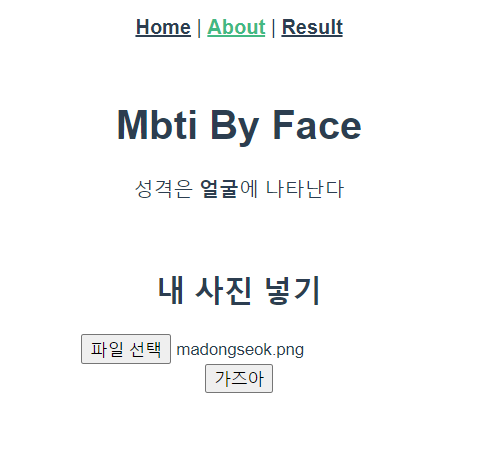 Home | About | Result
Mbti By Face
성격은 얼굴에 나타난다
내 사진 넣기
파일 선택 madongseok.png
가즈아